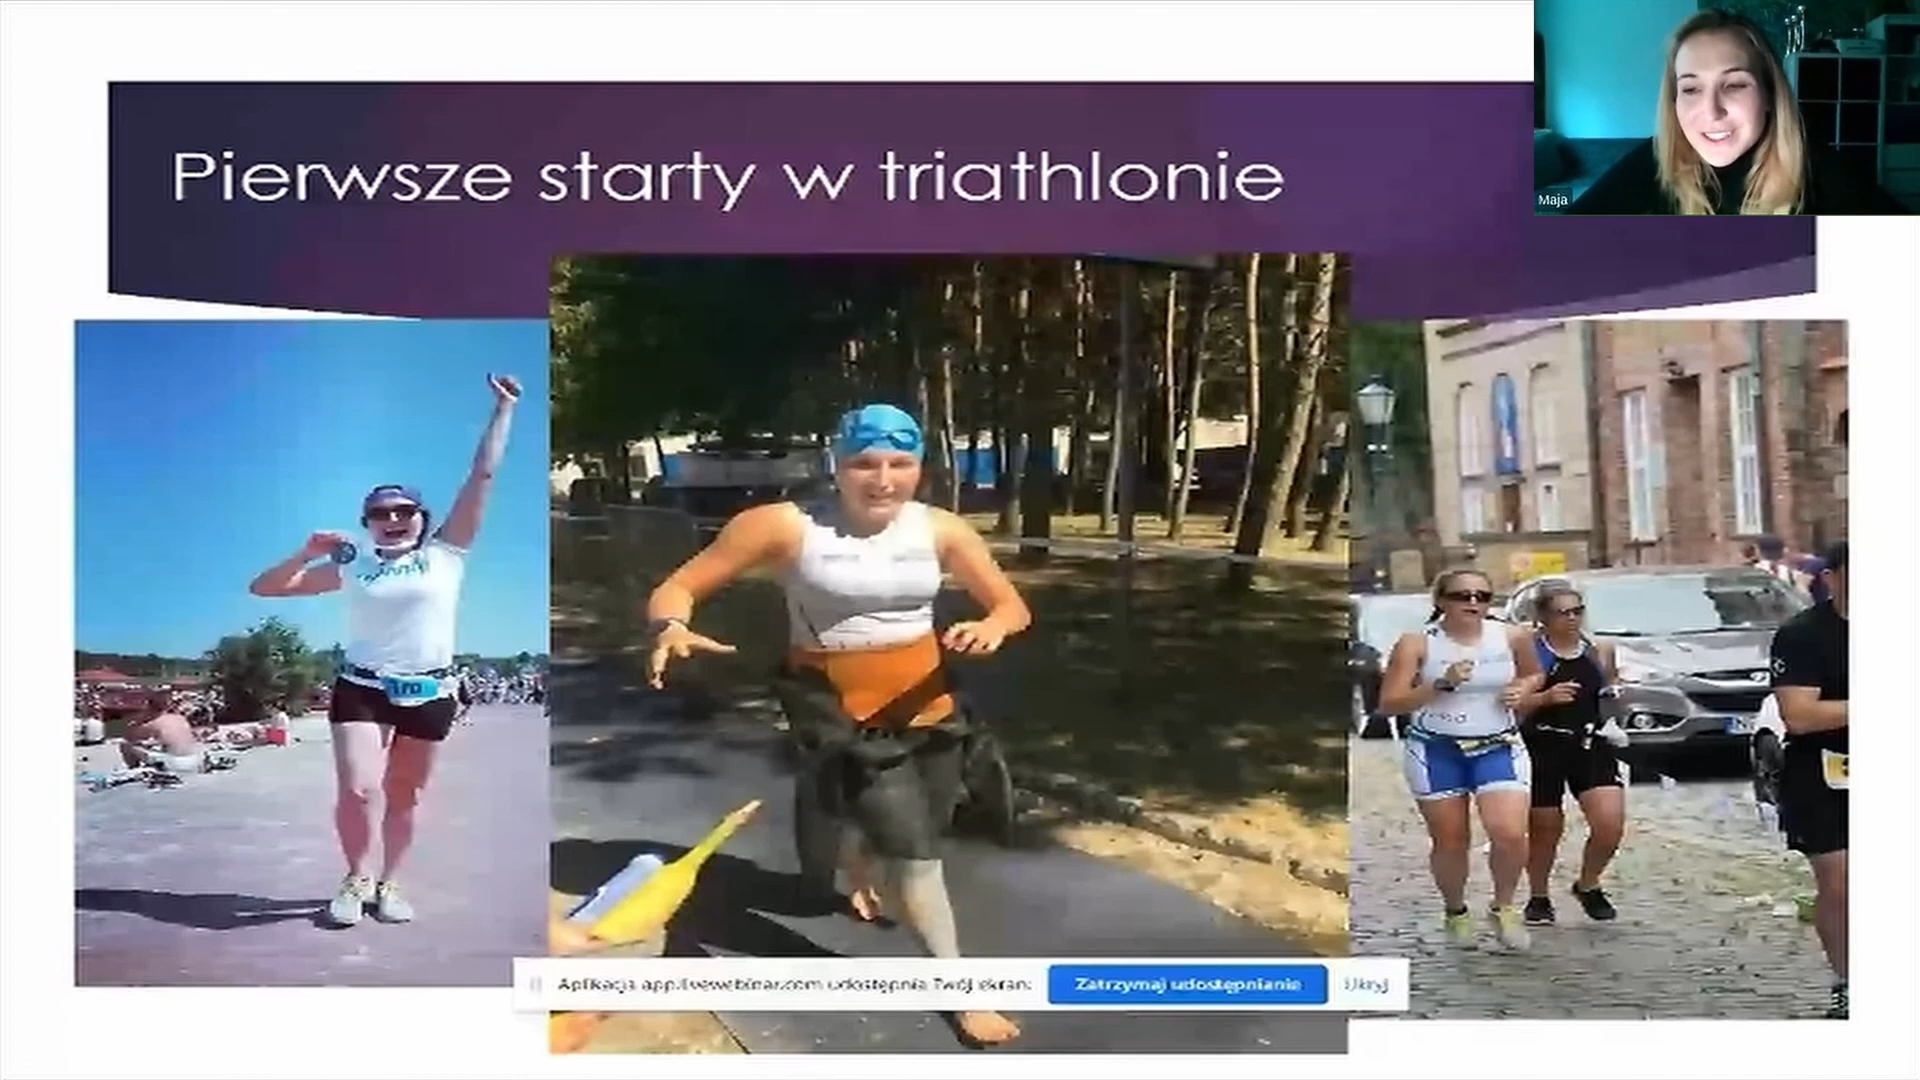 Pierwsze starty w triathlonie
Maja
Aplikacja app.livewebinar.com udostępnia Twój ekran.
Zatrzymaj udostępnianie
Ukryj